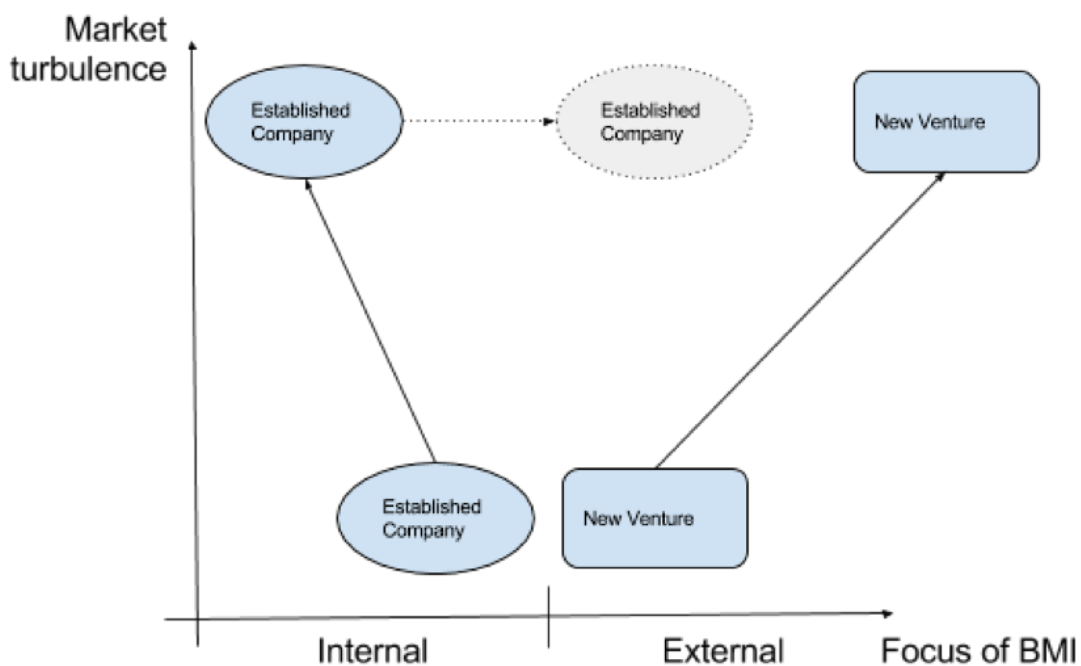 Market
turbulence
Established
Company
Established
Company
New Venture
Established
Company
New Venture
Internal
External
Focus of BMI